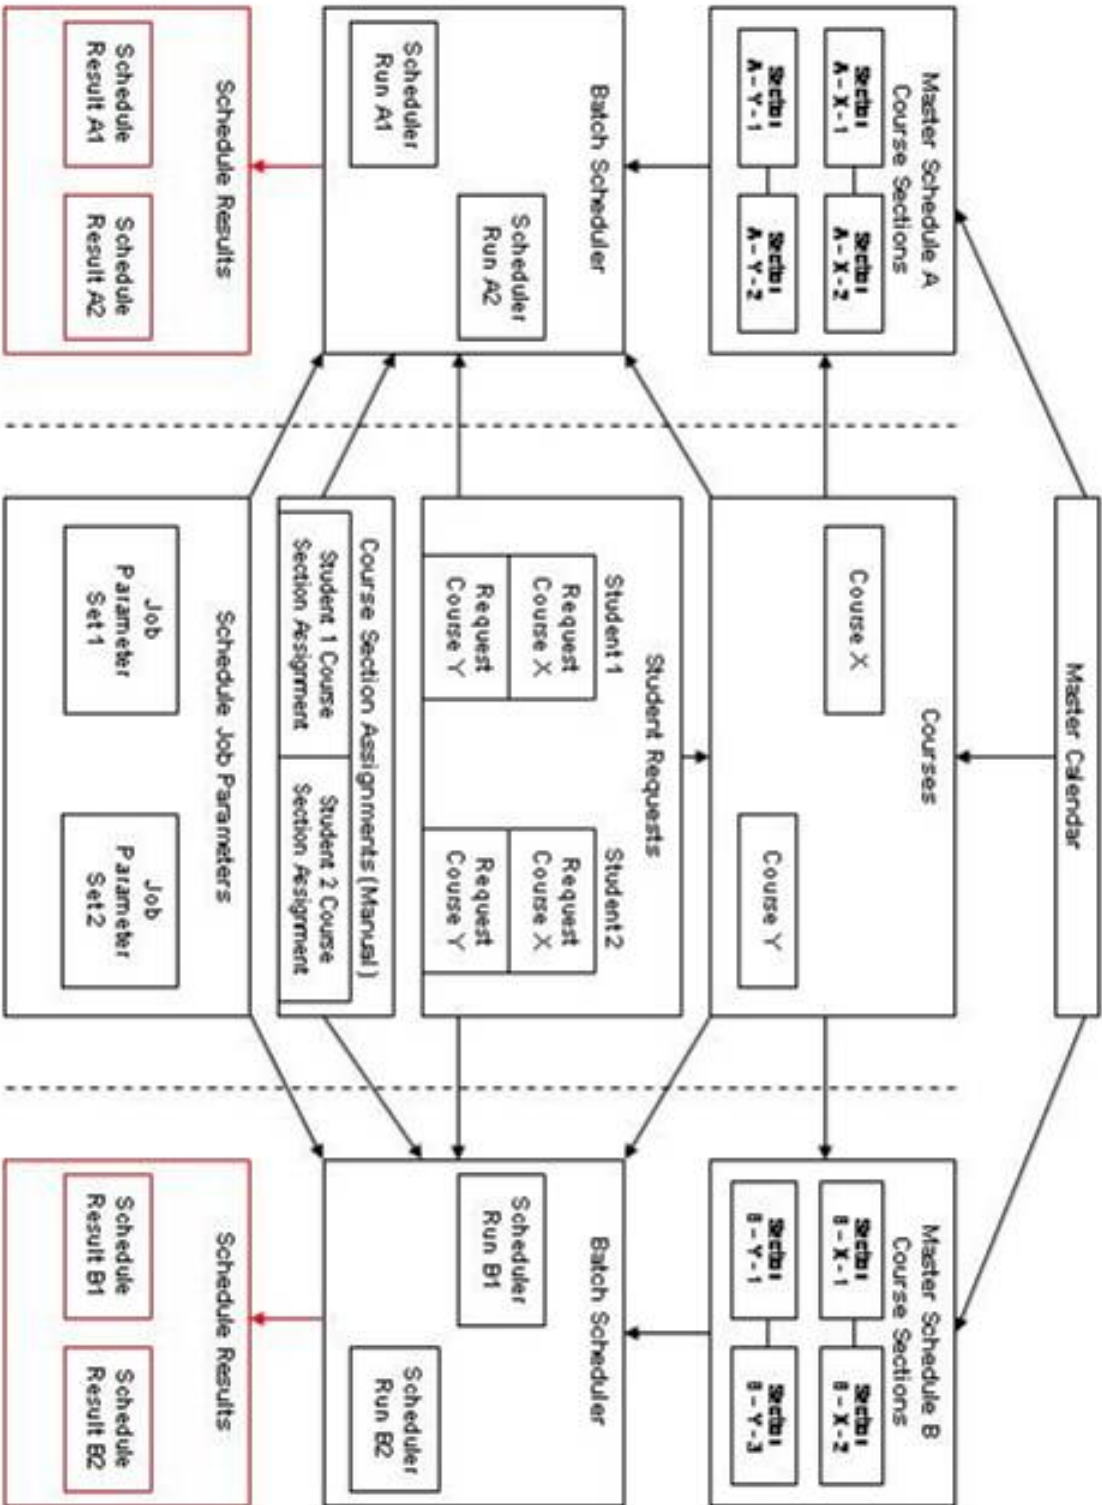 Master Calendar
Master Schedule A
Course Sections
Section
A - X - 1
Section
A - X - 2
Section
A - Y - 1
Section
A - Y - 2
Courses
Course X
Course Y
Master Schedule B
Course Sections
Section
B - X - 1
Section
B - X - 2
Section
B - Y - 1
Section
B - Y - 3
Batch Scheduler
Scheduler
Run A1
Scheduler
Run A2
Student Requests
Student 1
Request
Course X
Request
Course Y
Student 2
Request
Course X
Request
Course Y
Batch Scheduler
Scheduler
Run B1
Scheduler
Run B2
Course Section Assignments (Manual)
Student 1 Course
Section Assignment
Student 2 Course
Section Assignment
Schedule Results
Schedule
Result A1
Schedule
Result A2
Schedule Job Parameters
Job
Parameter
Set 1
Job
Parameter
Set 2
Schedule Results
Schedule
Result B1
Schedule
Result B2